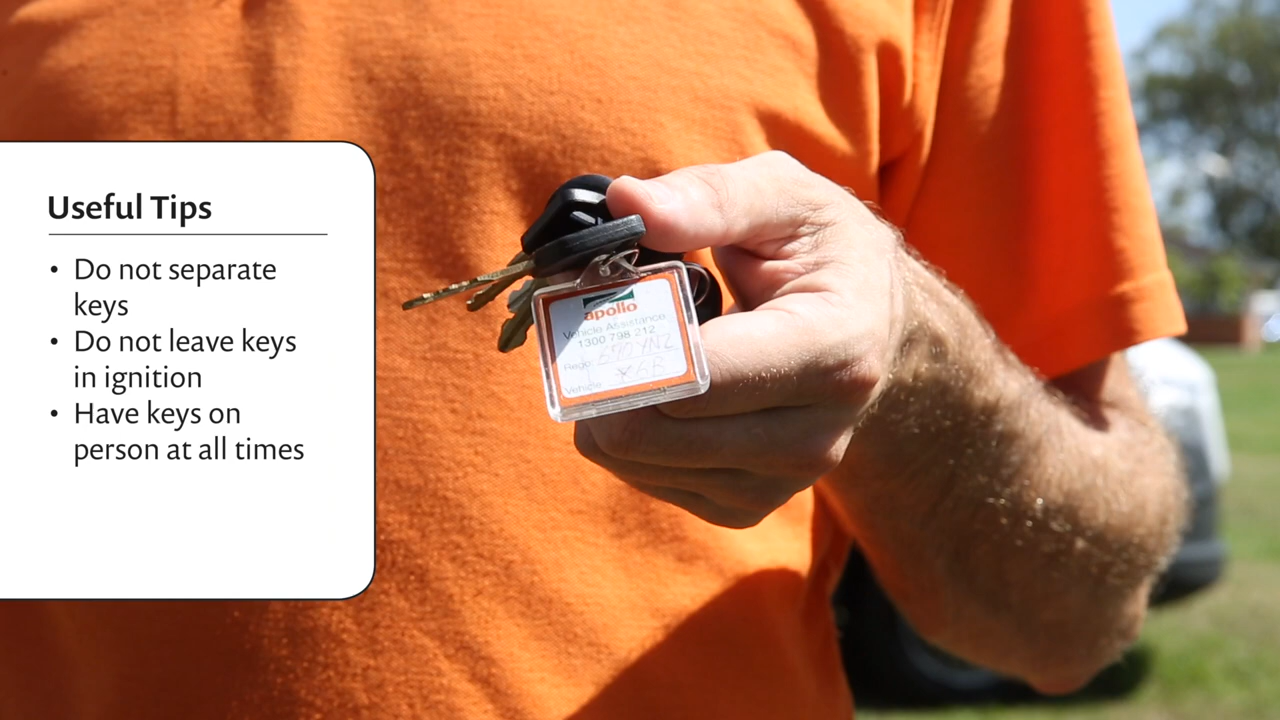 Useful Tips
• Do not separate
keys
• Do not leave keys
in ignition
• Have keys on
person at all times
apollo
Vehicle Assistance
1300 798 212
Rego:
Vehicle: